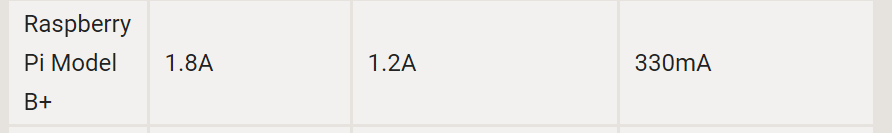 Raspberry
Pi Model
B+
1.8A
1.2A
330mA